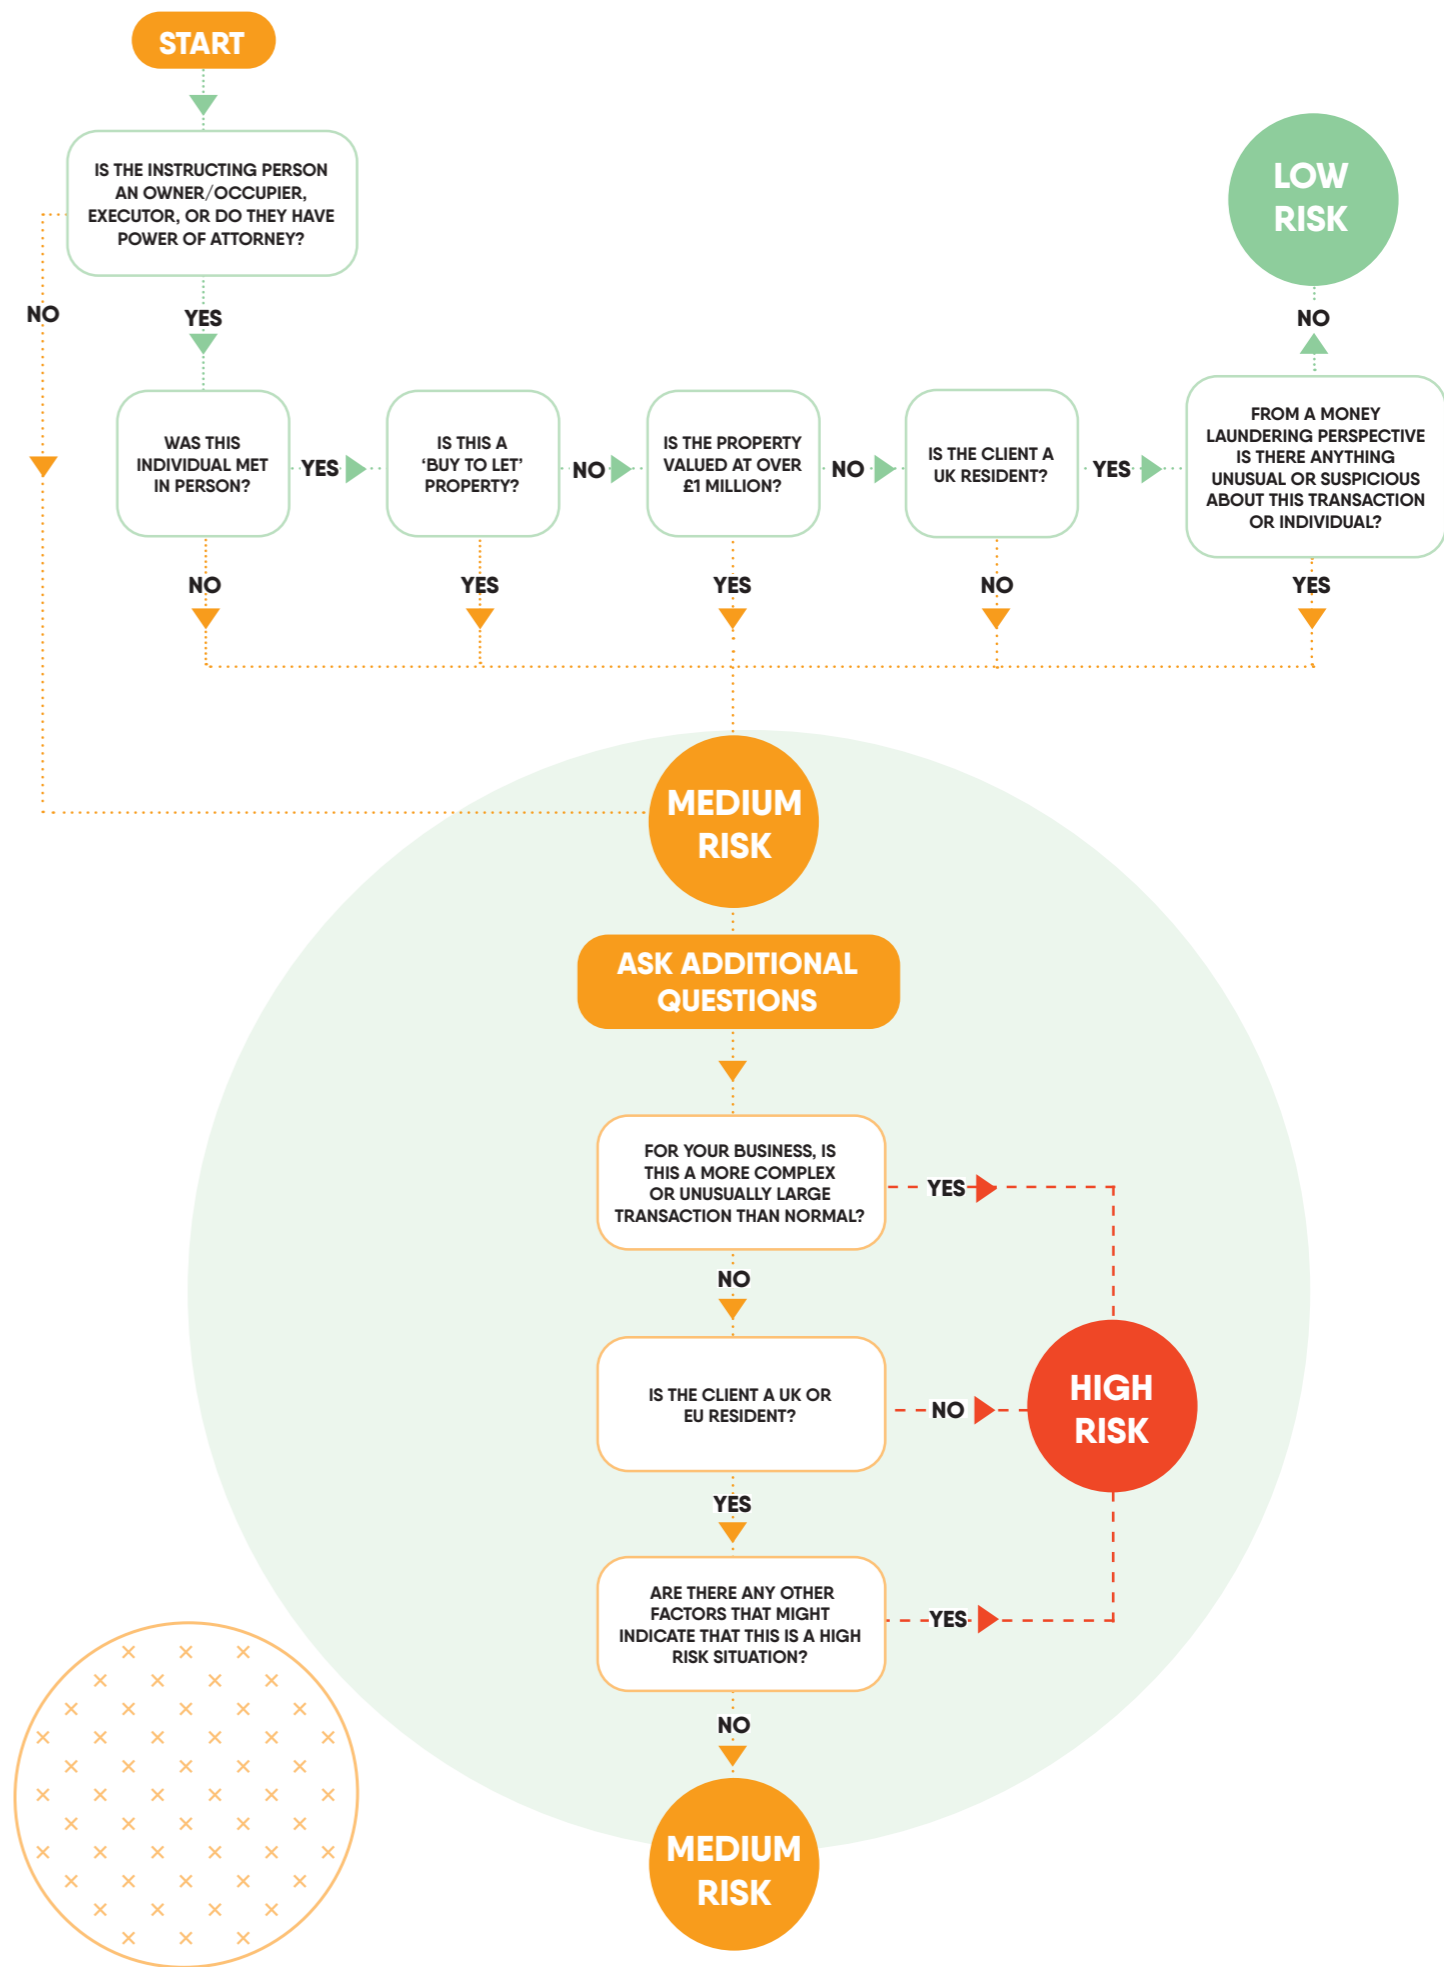 START
IS THE INSTRUCTING PERSON
AN OWNER/OCCUPIER,
EXECUTOR, OR DO THEY HAVE
POWER OF ATTORNEY?
NO
YES
WAS THIS
INDIVIDUAL MET
IN PERSON?
YES
IS THIS A
‘BUY TO LET’
PROPERTY?
NO
IS THE PROPERTY
VALUED AT OVER
£1 MILLION?
NO
IS THE CLIENT A
UK RESIDENT?
YES
FROM A MONEY
LAUNDERING PERSPECTIVE
IS THERE ANYTHING
UNUSUAL OR SUSPICIOUS
ABOUT THIS TRANSACTION
OR INDIVIDUAL?
NO
LOW
RISK
NO
YES
YES
NO
YES
MEDIUM
RISK
ASK ADDITIONAL
QUESTIONS
FOR YOUR BUSINESS, IS
THIS A MORE COMPLEX
OR UNUSUALLY LARGE
TRANSACTION THAN NORMAL?
YES
NO
IS THE CLIENT A UK OR
EU RESIDENT?
NO
HIGH
RISK
YES
ARE THERE ANY OTHER
FACTORS THAT MIGHT
INDICATE THAT THIS IS A HIGH
RISK SITUATION?
YES
NO
MEDIUM
RISK